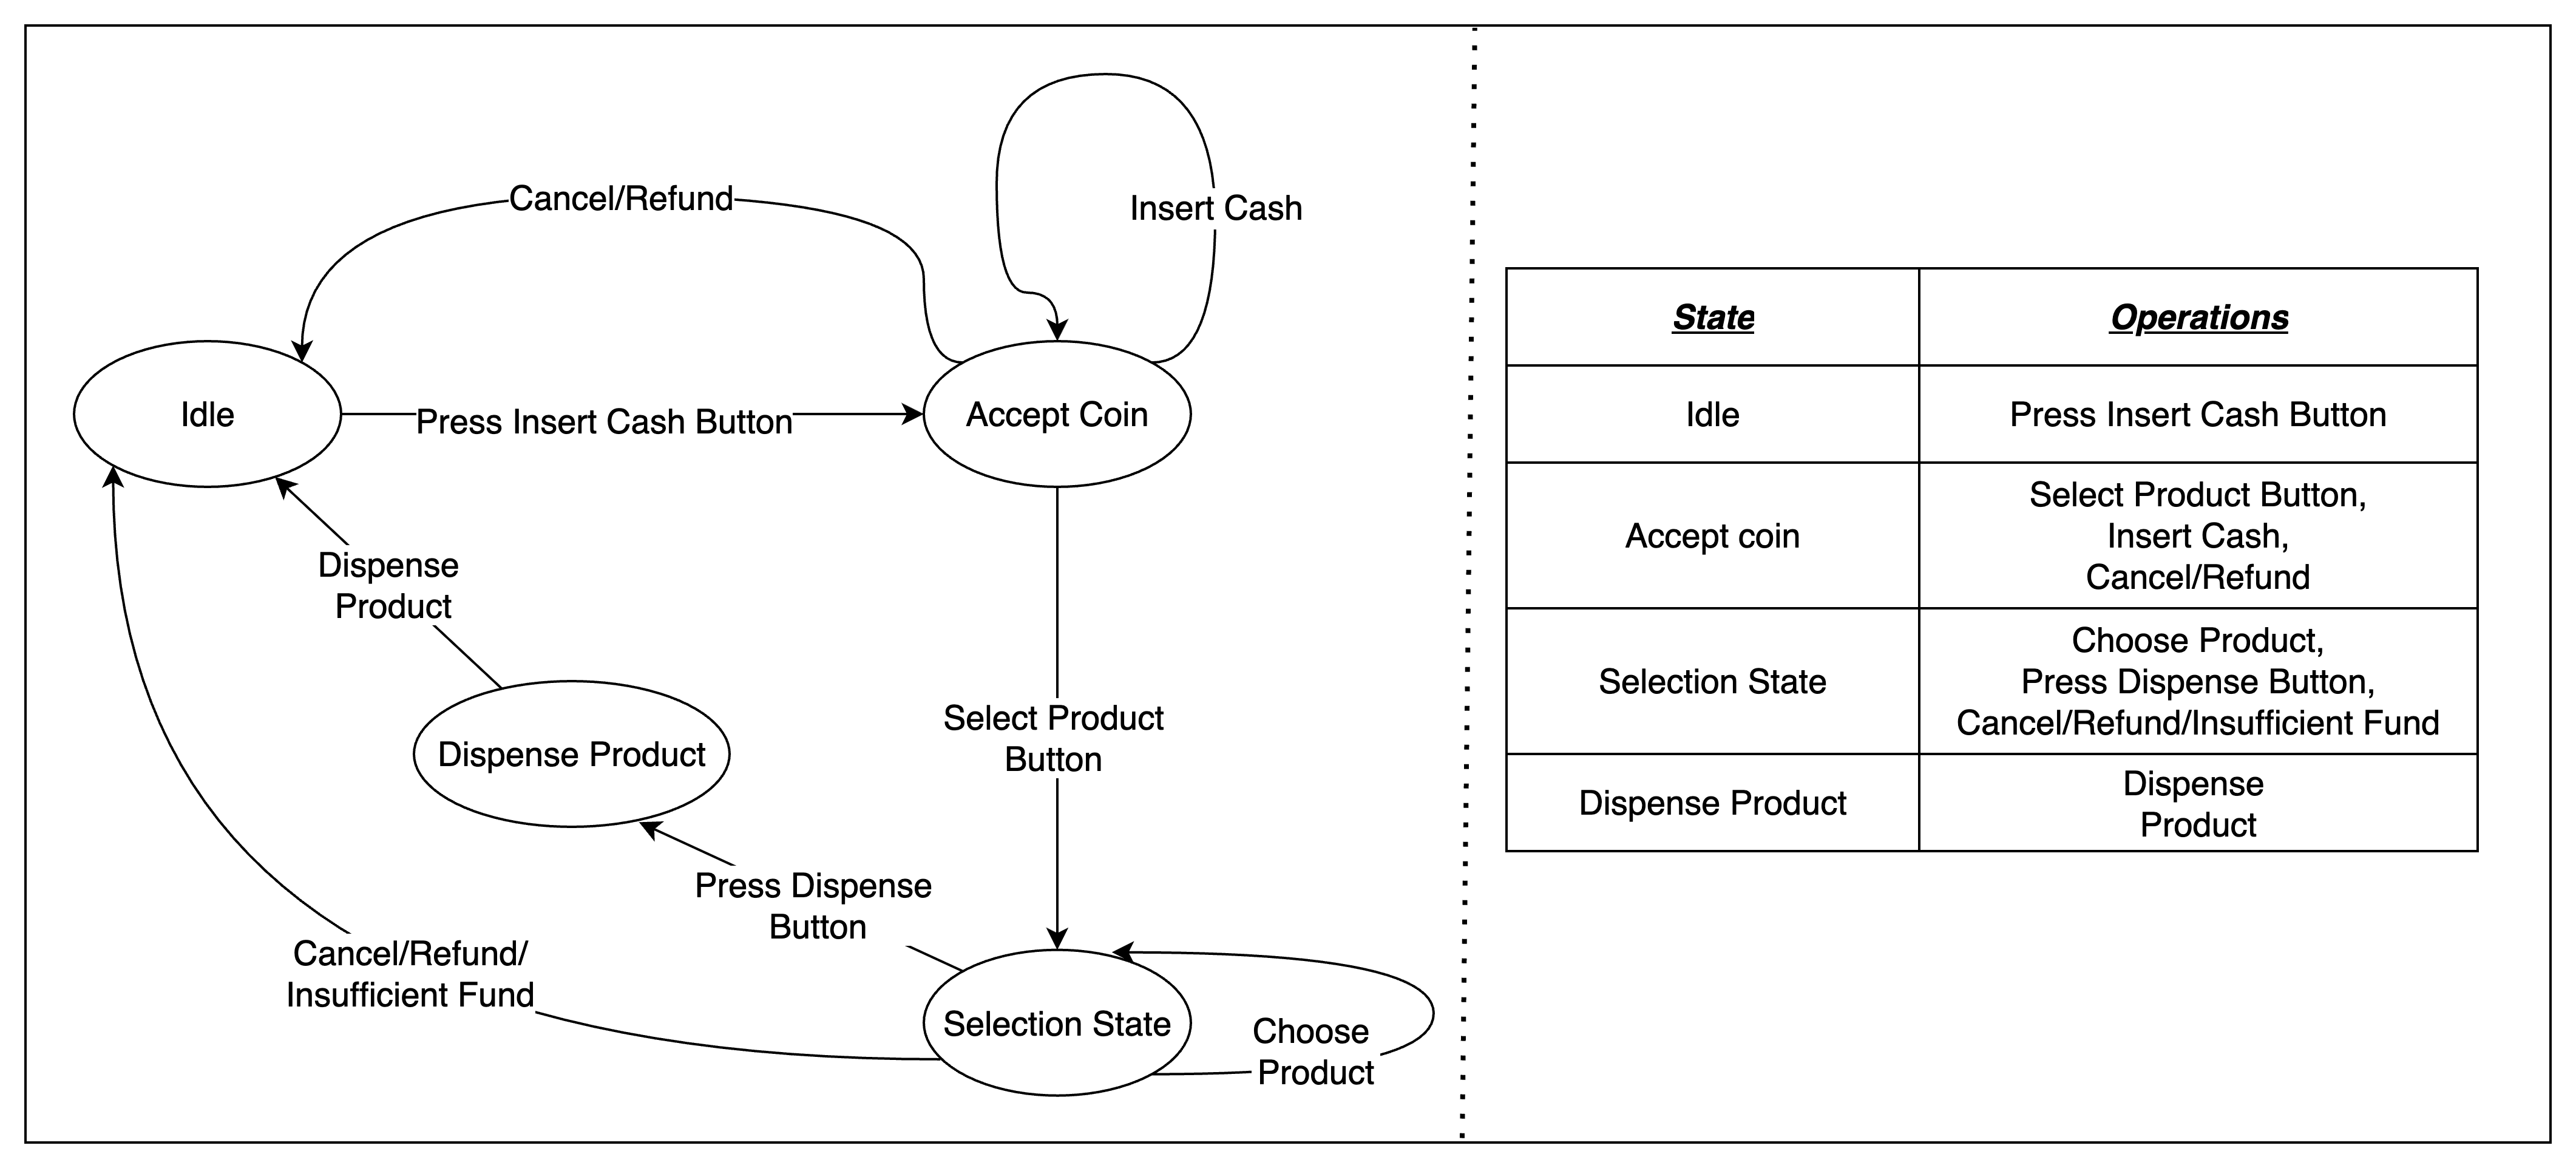 Cancel/Refund
Insert Cash
Idle
Press Insert Cash Button
Accept Coin
Dispense
Product
Dispense Product
Select Product
Button
Press Dispense
Button
Cancel/Refund/
Insufficient Fund
Selection State
Choose
Product
State
Operations
Idle
Press Insert Cash Button
Accept coin
Select Product Button,
Insert Cash,
Cancel/Refund
Selection State
Choose Product,
Press Dispense Button,
Cancel/Refund/Insufficient Fund
Dispense Product
Dispense
Product